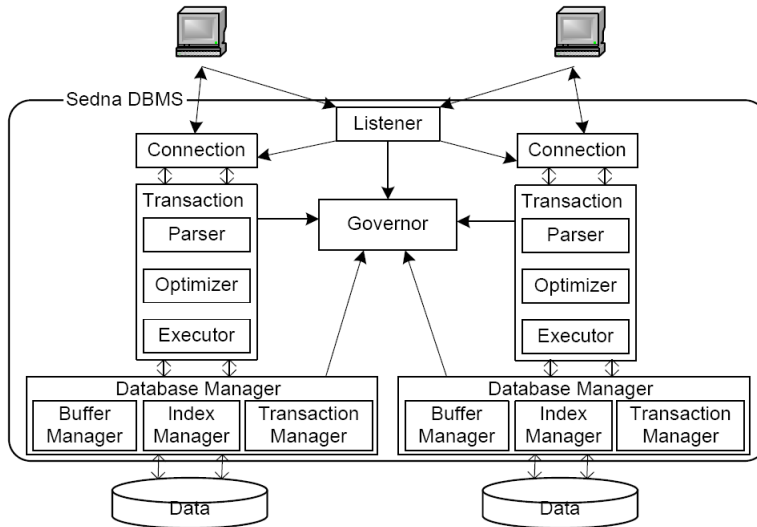 Sedna DBMS
Listener
Connection
Connection
Transaction
Parser
Optimizer
Executor
Governor
Transaction
Parser
Optimizer
Executor
Database Manager
Buffer
Manager
Index
Manager
Transaction
Manager
Database Manager
Buffer
Manager
Index
Manager
Transaction
Manager
Data
Data